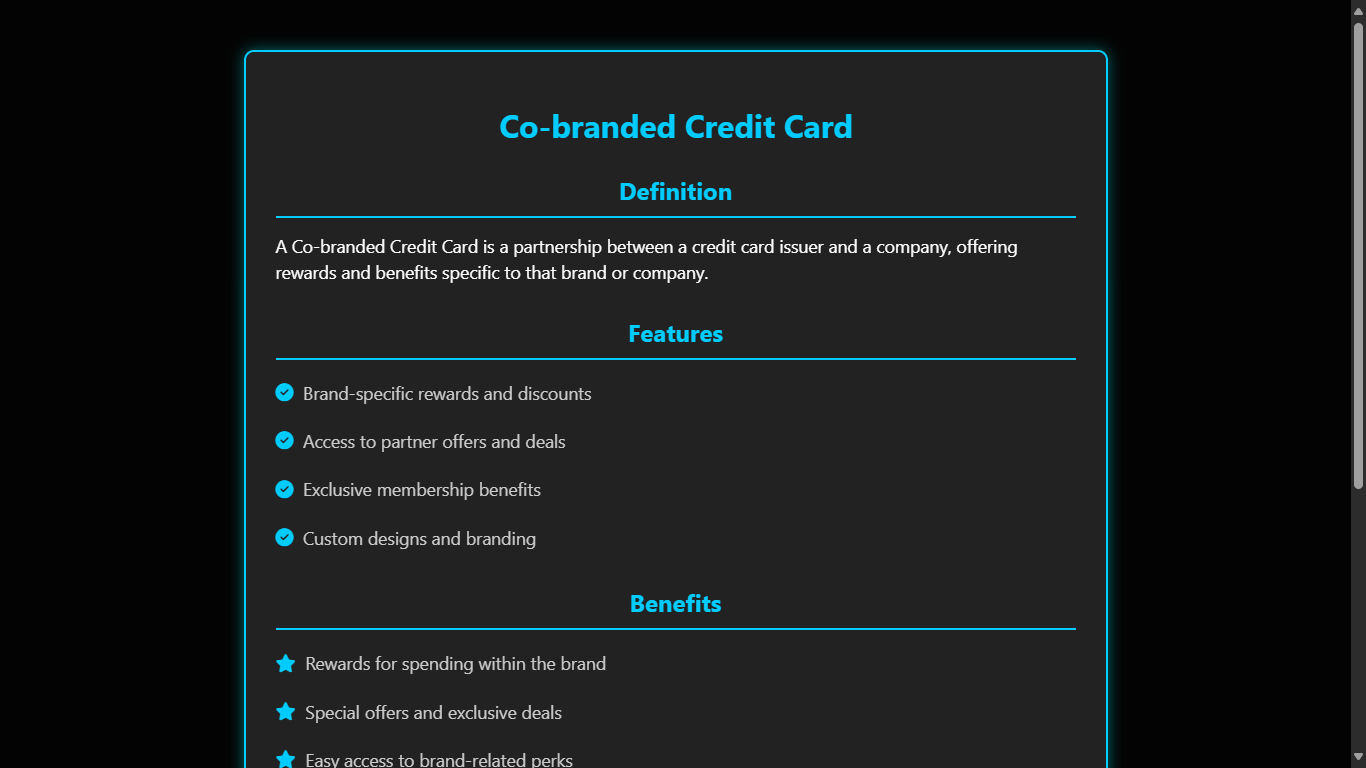 Co-branded Credit Card
Definition
A Co-branded Credit Card is a partnership between a credit card issuer and a company, offering
rewards and benefits specific to that brand or company.
Features
Brand-specific rewards and discounts
Access to partner offers and deals
Exclusive membership benefits
Custom designs and branding
Benefits
Rewards for spending within the brand
Special offers and exclusive deals
Easy access to brand-related perks